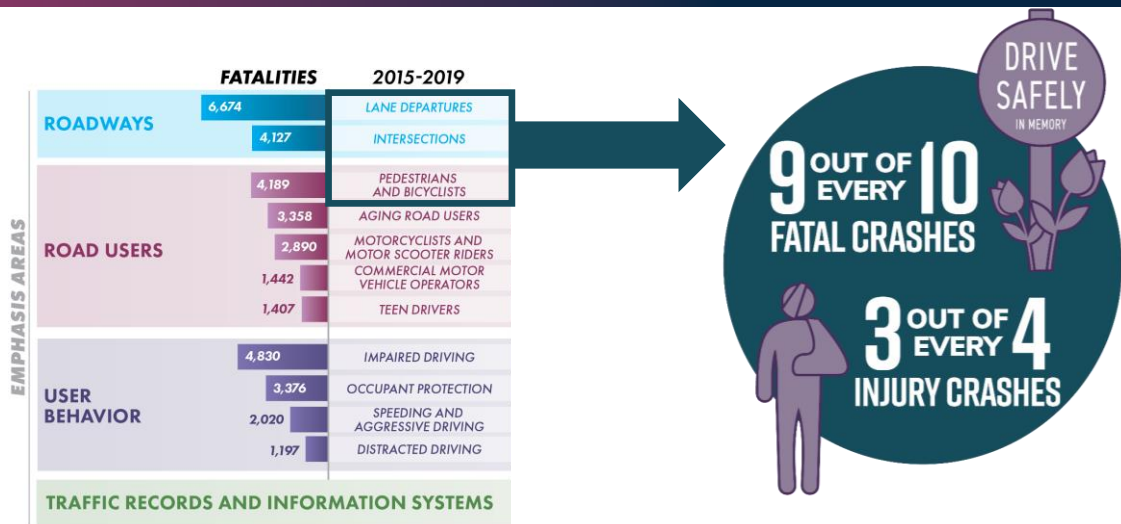 FATALITIES 2015-2019
EMPHASIS AREAS
ROADWAYS
6,674 LANE DEPARTURES
4,127 INTERSECTIONS
ROAD USERS
4,189 PEDESTRIANS
AND BICYCLISTS
3,358 AGING ROAD USERS
2,890 MOTORCYCLISTS AND
MOTOR SCOOTER RIDERS
1,442 COMMERCIAL MOTOR
VEHICLE OPERATORS
1,407 TEEN DRIVERS
USER
BEHAVIOR
4,830 IMPAIRED DRIVING
3,376 OCCUPANT PROTECTION
2,020 SPEEDING AND
AGGRESSIVE DRIVING
1,197 DISTRACTED DRIVING
TRAFFIC RECORDS AND INFORMATION SYSTEMS
DRIVE
SAFELY
IN MEMORY
9 OUT OF
EVERY 10
FATAL CRASHES
3 OUT OF
EVERY 4
INJURY CRASHES